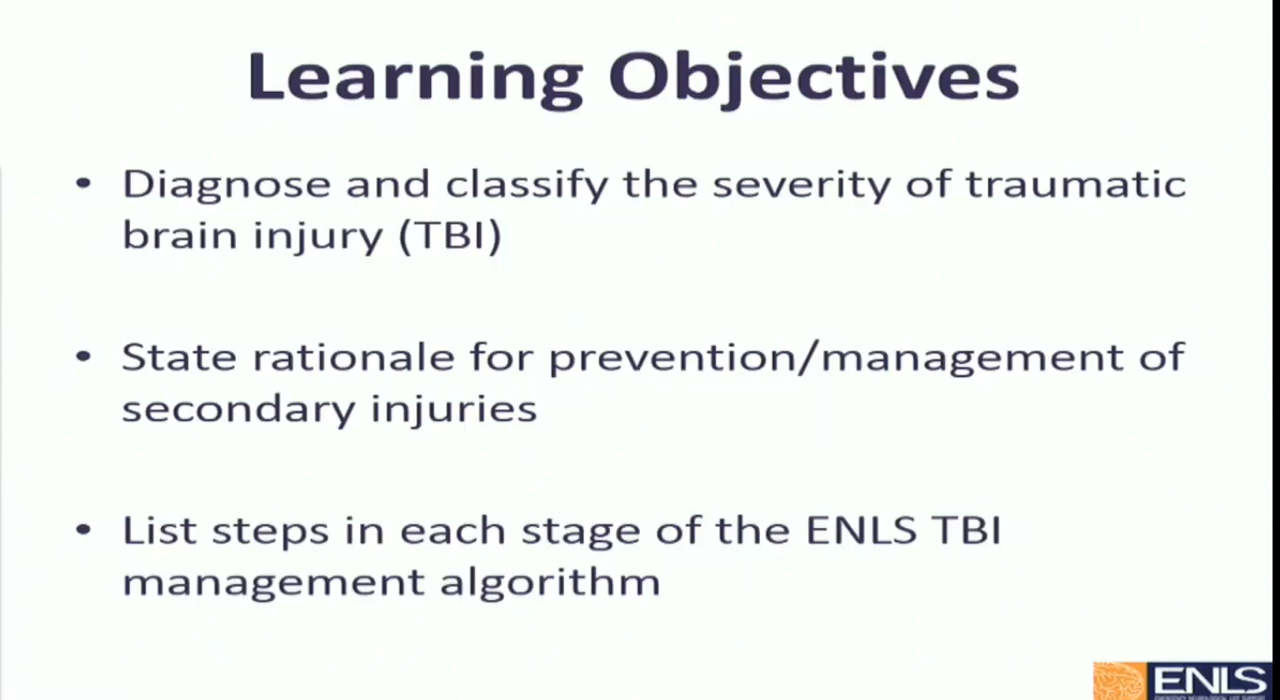 Learning Objectives
• Diagnose and classify the severity of traumatic
brain injury (TBI)
• State rationale for prevention/management of
secondary injuries
• List steps in each stage of the ENLS TBI
management algorithm
ENLS